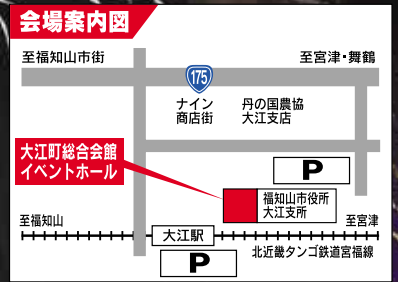 会場案内図
至福知山市街
至宮津・舞鶴
175
ナイン
商店街
丹の国農協
大江支店
大江町総合会館
イベントホール
P
福知山市役所
大江支所
至福知山
至宮津
大江駅
北近畿タンゴ鉄道宮福線
P